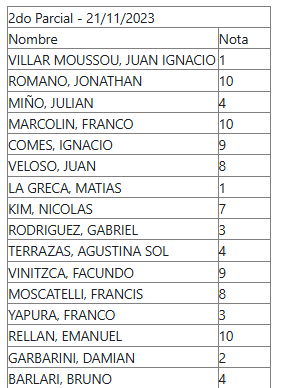 2do Parcial - 21/11/2023
Nombre Nota
VILLAR MOUSSOU, JUAN IGNACIO 1
ROMANO, JONATHAN 10
MIÑO, JULIAN 4
MARCOLIN, FRANCO 10
COMES, IGNACIO 9
VELOSO, JUAN 8
LA GRECA, MATIAS 1
KIM, NICOLAS 7
RODRIGUEZ, GABRIEL 3
TERRAZAS, AGUSTINA SOL 4
VINITZCA, FACUNDO 9
MOSCATELLI, FRANCIS 8
YAPURA, FRANCO 3
RELLAN, EMANUEL 10
GARBARINI, DAMIAN 2
BARLARI, BRUNO 4